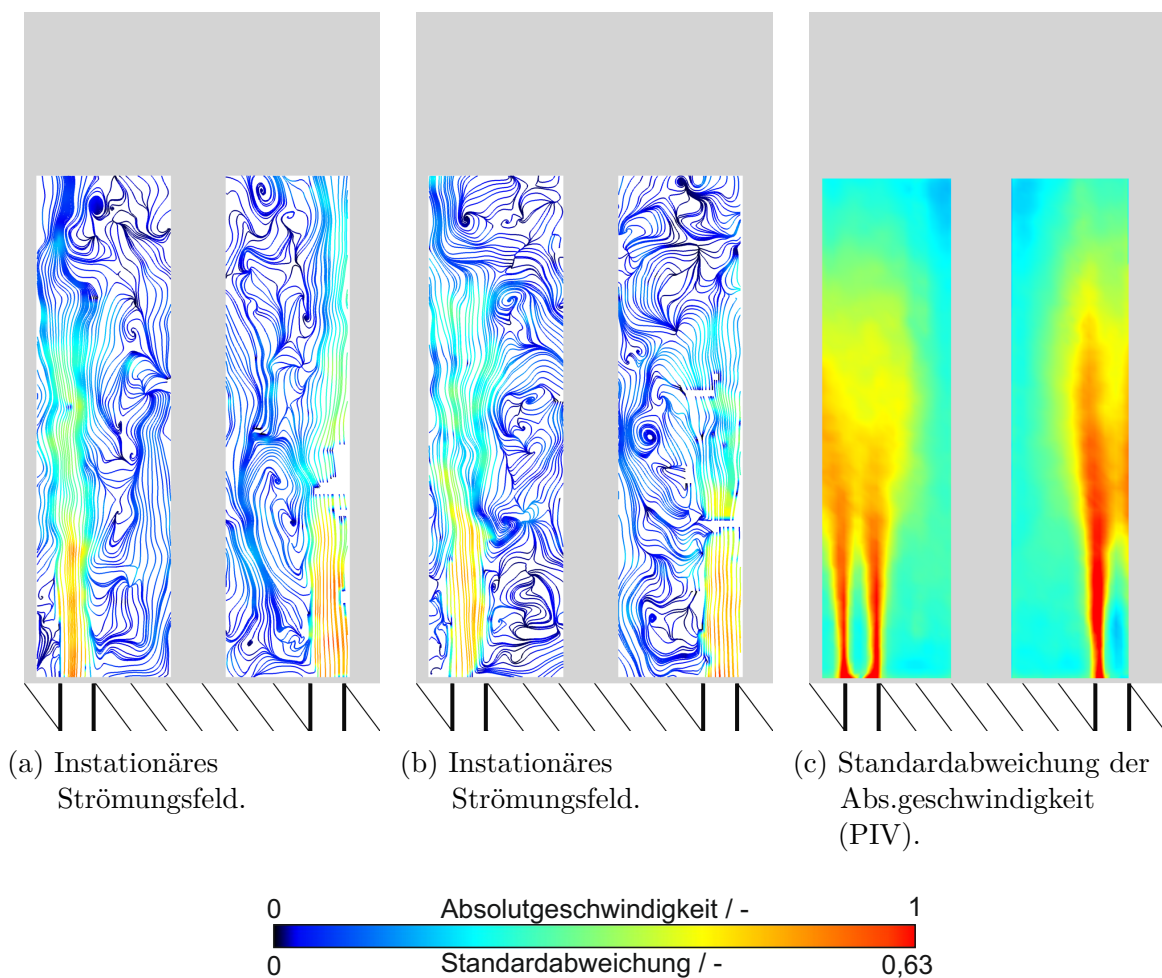 (a) Instationäres
Strömungsfeld.
(b) Instationäres
Strömungsfeld.
(c) Standardabweichung der
Abs.geschwindigkeit
(PIV).
0 Absolutgeschwindigkeit / - 1
0 Standardabweichung / - 0,63